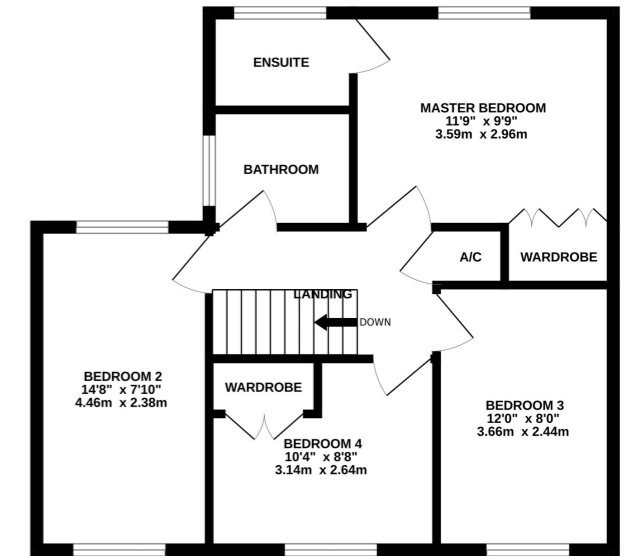 ENSUITE
MASTER BEDROOM
11'9" x 9'9"
3.59m x 2.96m
BATHROOM
A/C
WARDROBE
LANDING
DOWN
BEDROOM 2
14'8" x 7'10"
4.46m x 2.38m
WARDROBE
BEDROOM 3
12'0" x 8'0"
3.66m x 2.44m
BEDROOM 4
10'4" x 8'8"
3.14m x 2.64m